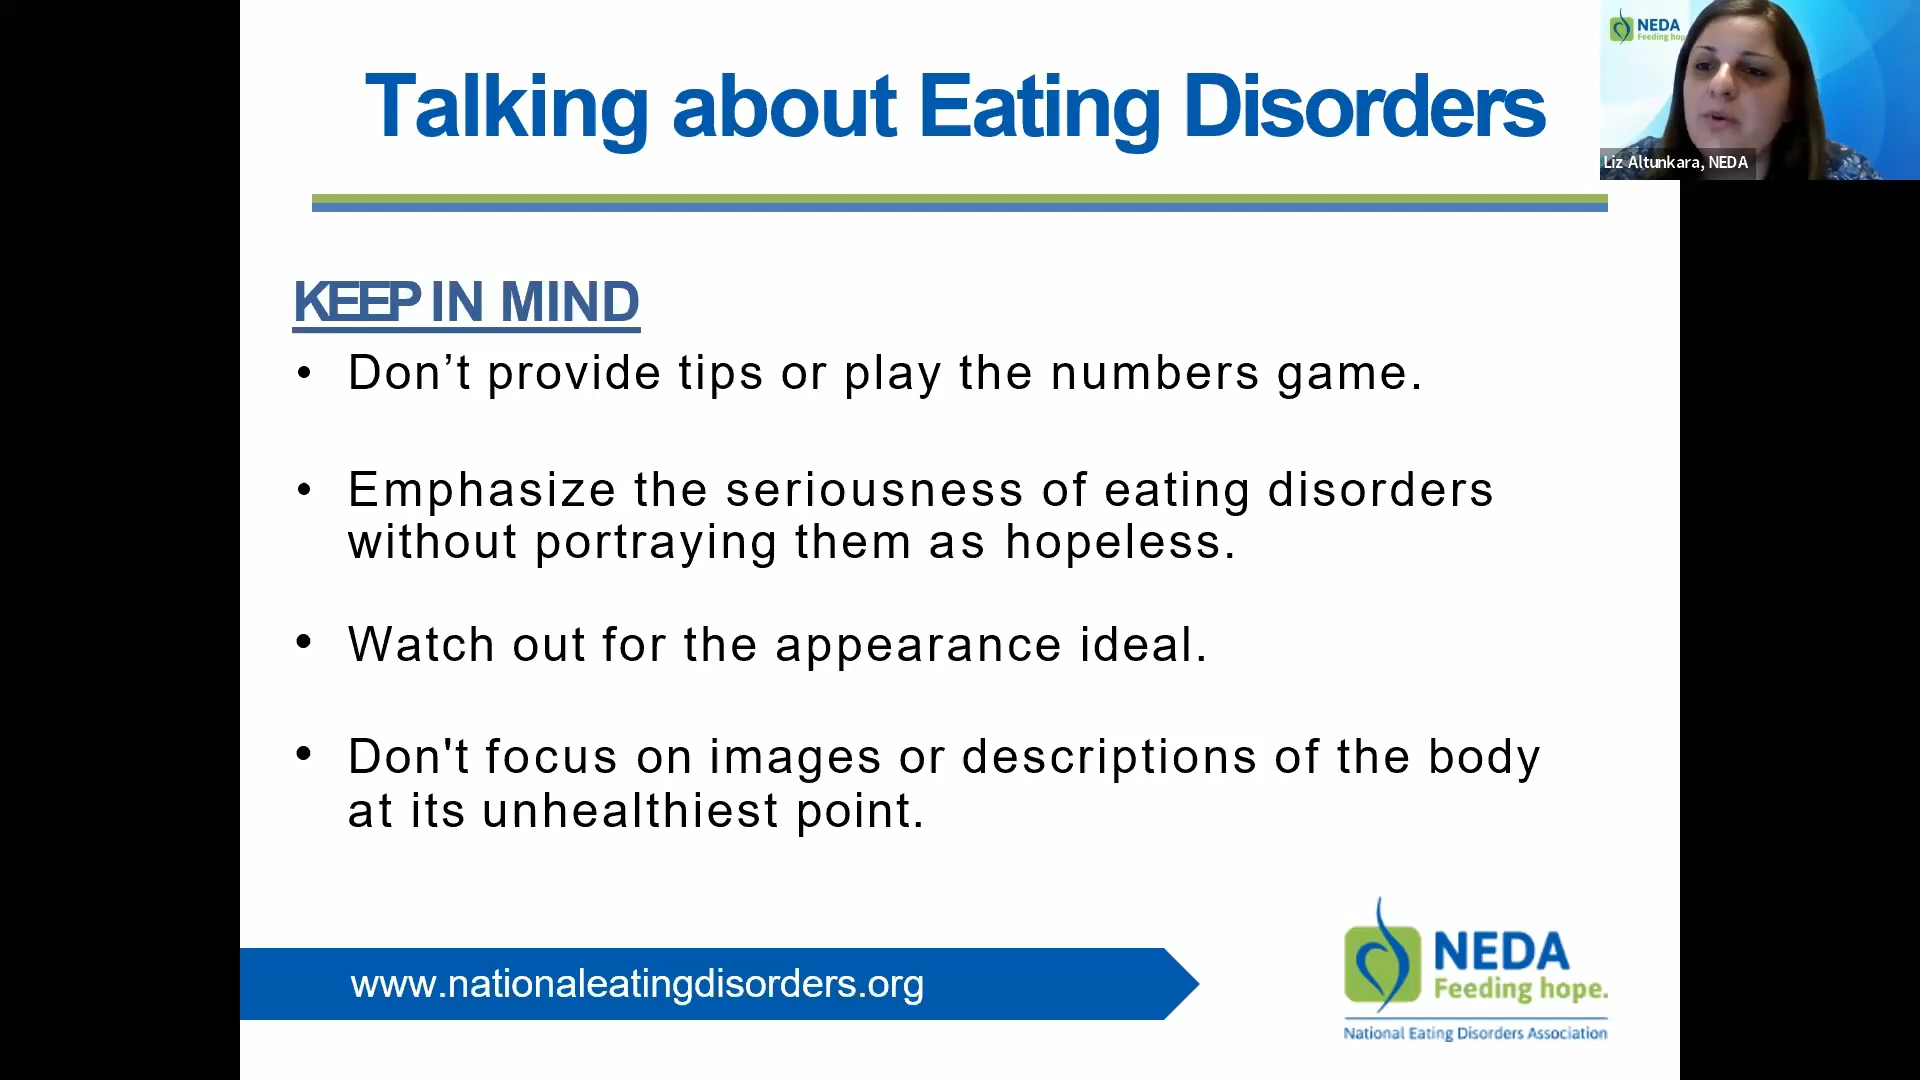 Talking about Eating Disorders
NEDA
Feeding hop
Liz Altunkara, NEDA
KEEP IN MIND
• Don’t provide tips or play the numbers game.
• Emphasize the seriousness of eating disorders
without portraying them as hopeless.
• Watch out for the appearance ideal.
• Don't focus on images or descriptions of the body
at its unhealthiest point.
www.nationaleatingdisorders.org
NEDA
Feeding hope.
National Eating Disorders Association